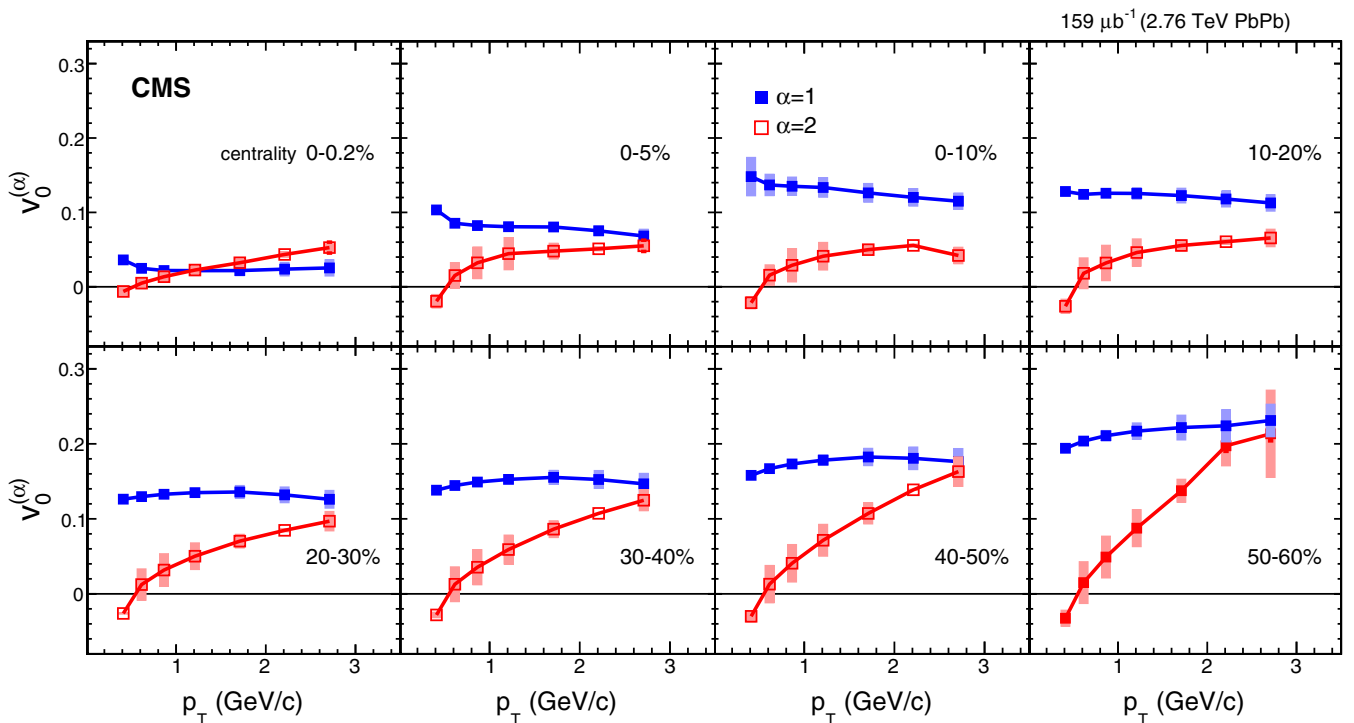 159 μb⁻¹ (2.76 TeV PbPb)
CMS
α=1
α=2
centrality 0-0.2%
0-5%
0-10%
10-20%
v₀^(α)
0.3
0.2
0.1
0
20-30%
30-40%
40-50%
50-60%
v₀^(α)
0.3
0.2
0.1
0
1 2 3 1 2 3 1 2 3 1 2 3
p_T (GeV/c) p_T (GeV/c) p_T (GeV/c) p_T (GeV/c)